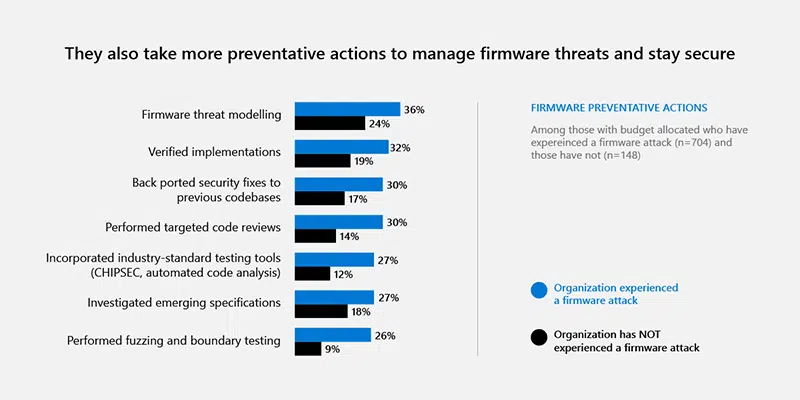 They also take more preventative actions to manage firmware threats and stay secure
Firmware threat modelling
36%
24%
Verified implementations
32%
19%
Back ported security fixes to
previous codebases
30%
17%
Performed targeted code reviews
30%
14%
Incorporated industry-standard testing tools
(CHIPSEC, automated code analysis)
27%
12%
Investigated emerging specifications
27%
18%
Performed fuzzing and boundary testing
26%
9%
FIRMWARE PREVENTATIVE ACTIONS
Among those with budget allocated who have
expereinced a firmware attack (n=704) and
those have not (n=148)
Organization experienced
a firmware attack
Organization has NOT
experienced a firmware attack